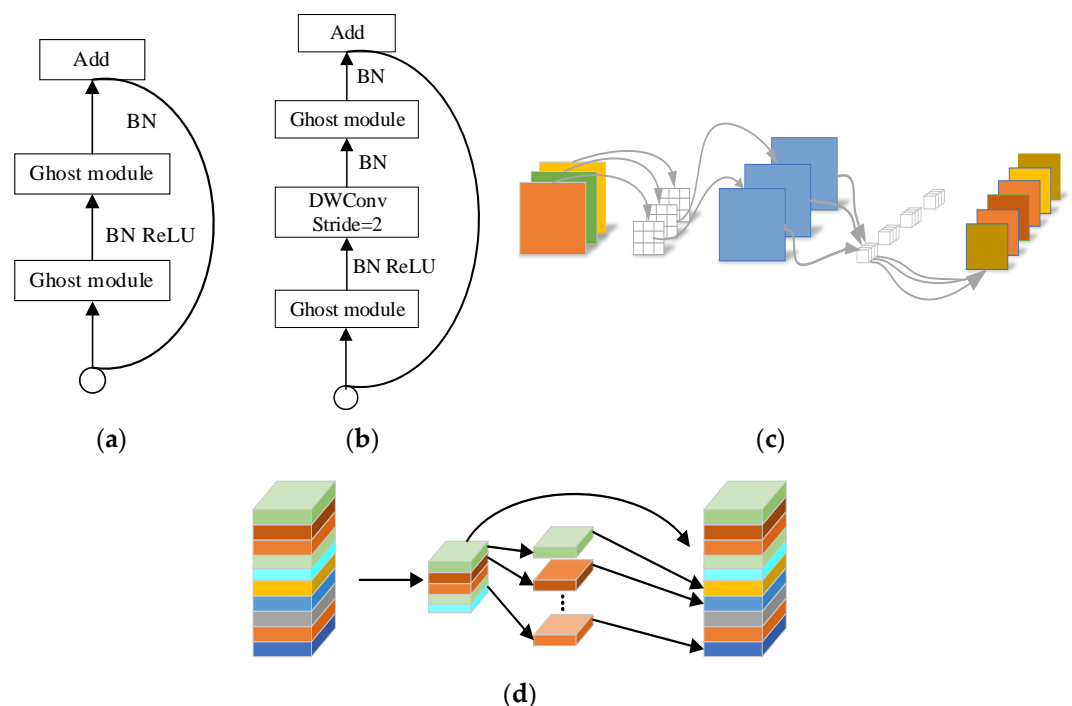 Add
BN
Ghost module
BN ReLU
Ghost module
(a)
Add
BN
Ghost module
BN
DWConv
Stride=2
BN ReLU
Ghost module
(b)
(c)
(d)